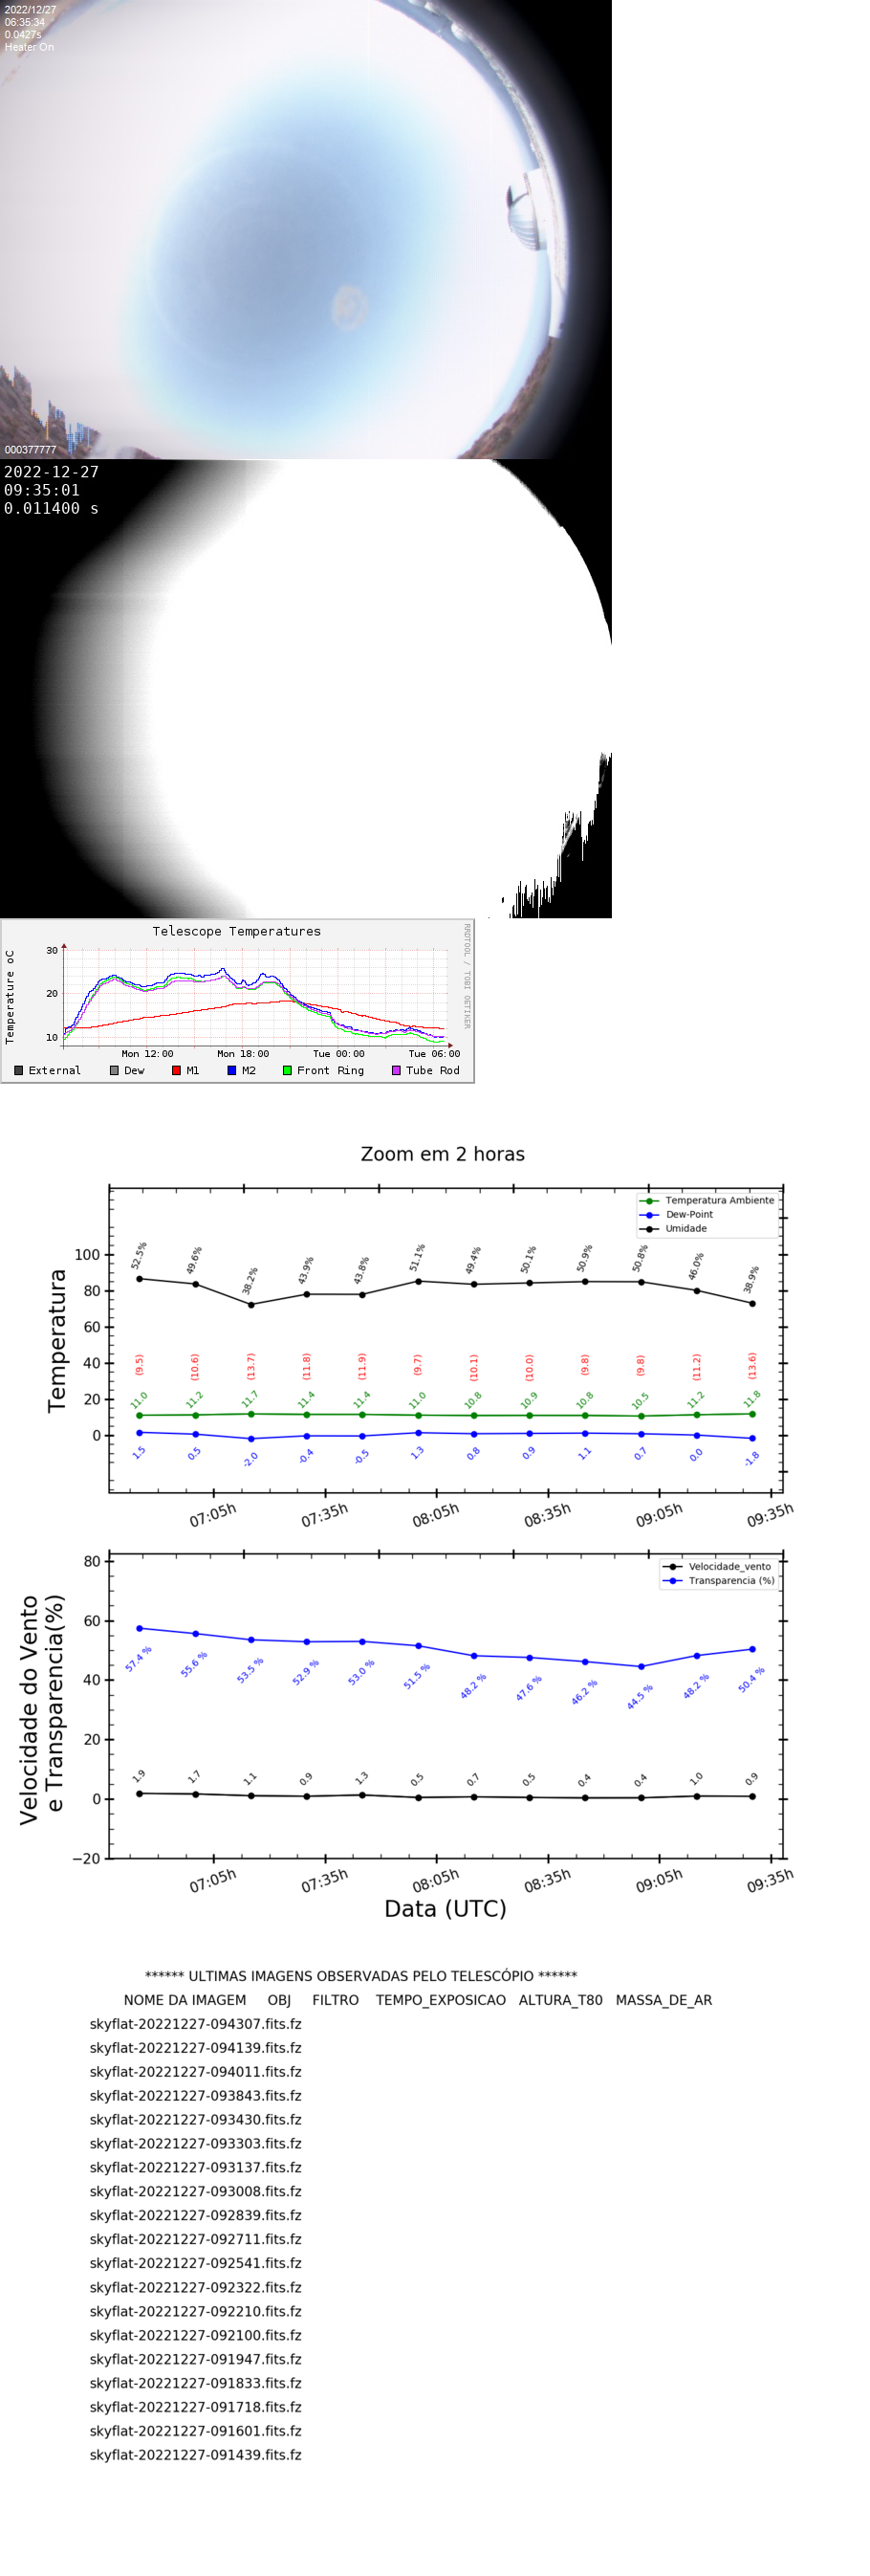 2022/12/27
06:35:34
0.0427s
Heater On
000377777
2022-12-27
09:35:01
0.011400 s
Telescope Temperatures
RRDTOOL / TOBI OETIKER
Temperature oC
30
20
10
Mon 12:00 Mon 18:00 Tue 00:00 Tue 06:00
External Dew M1 M2 Front Ring Tube Rod
Zoom em 2 horas
Temperatura Ambiente
Dew-Point
Umidade
Temperatura
100
80
60
40
20
0
52.5% 49.6% 38.2% 43.9% 43.8% 51.1% 49.4% 50.1% 50.9% 50.8% 46.0% 38.9%
(9.5) (10.6) (13.7) (11.8) (11.9) (9.7) (10.1) (10.0) (9.8) (9.8) (11.2) (13.6)
11.0 11.2 11.7 11.4 11.4 11.0 10.8 10.9 10.8 10.5 11.2 11.8
1.5 0.5 -2.0 -0.4 -0.5 1.3 0.8 0.9 1.1 0.7 0.0 -1.8
07:05h 07:35h 08:05h 08:35h 09:05h 09:35h
Velocidade_vento
Transparencia (%)
Velocidade do Vento
e Transparencia(%)
80
60
40
20
0
−20
57.4 % 55.6 % 53.5 % 52.9 % 53.0 % 51.5 % 48.2 % 47.6 % 46.2 % 44.5 % 48.2 % 50.4 %
1.9 1.7 1.1 0.9 1.3 0.5 0.7 0.5 0.4 0.4 1.0 0.9
07:05h 07:35h 08:05h 08:35h 09:05h 09:35h
Data (UTC)
****** ULTIMAS IMAGENS OBSERVADAS PELO TELESCÓPIO ******
NOME DA IMAGEM OBJ FILTRO TEMPO_EXPOSICAO ALTURA_T80 MASSA_DE_AR
skyflat-20221227-094307.fits.fz
skyflat-20221227-094139.fits.fz
skyflat-20221227-094011.fits.fz
skyflat-20221227-093843.fits.fz
skyflat-20221227-093430.fits.fz
skyflat-20221227-093303.fits.fz
skyflat-20221227-093137.fits.fz
skyflat-20221227-093008.fits.fz
skyflat-20221227-092839.fits.fz
skyflat-20221227-092711.fits.fz
skyflat-20221227-092541.fits.fz
skyflat-20221227-092322.fits.fz
skyflat-20221227-092210.fits.fz
skyflat-20221227-092100.fits.fz
skyflat-20221227-091947.fits.fz
skyflat-20221227-091833.fits.fz
skyflat-20221227-091718.fits.fz
skyflat-20221227-091601.fits.fz
skyflat-20221227-091439.fits.fz